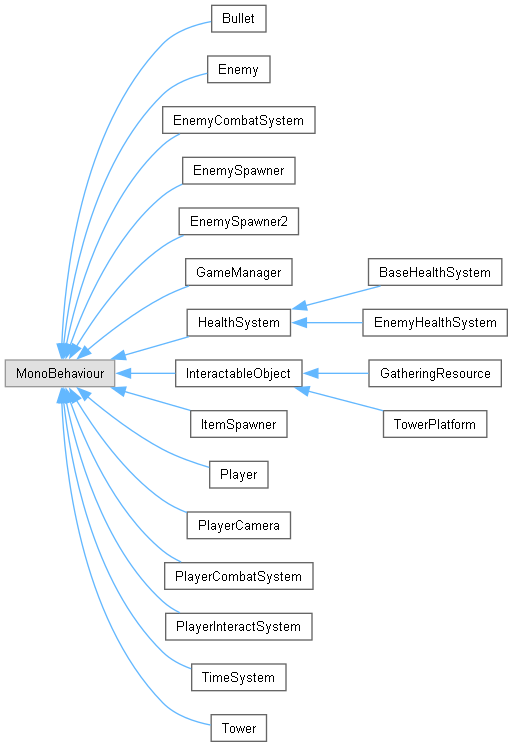 Bullet
Enemy
EnemyCombatSystem
EnemySpawner
EnemySpawner2
GameManager
HealthSystem
BaseHealthSystem
EnemyHealthSystem
MonoBehaviour
InteractableObject
GatheringResource
TowerPlatform
ItemSpawner
Player
PlayerCamera
PlayerCombatSystem
PlayerInteractSystem
TimeSystem
Tower